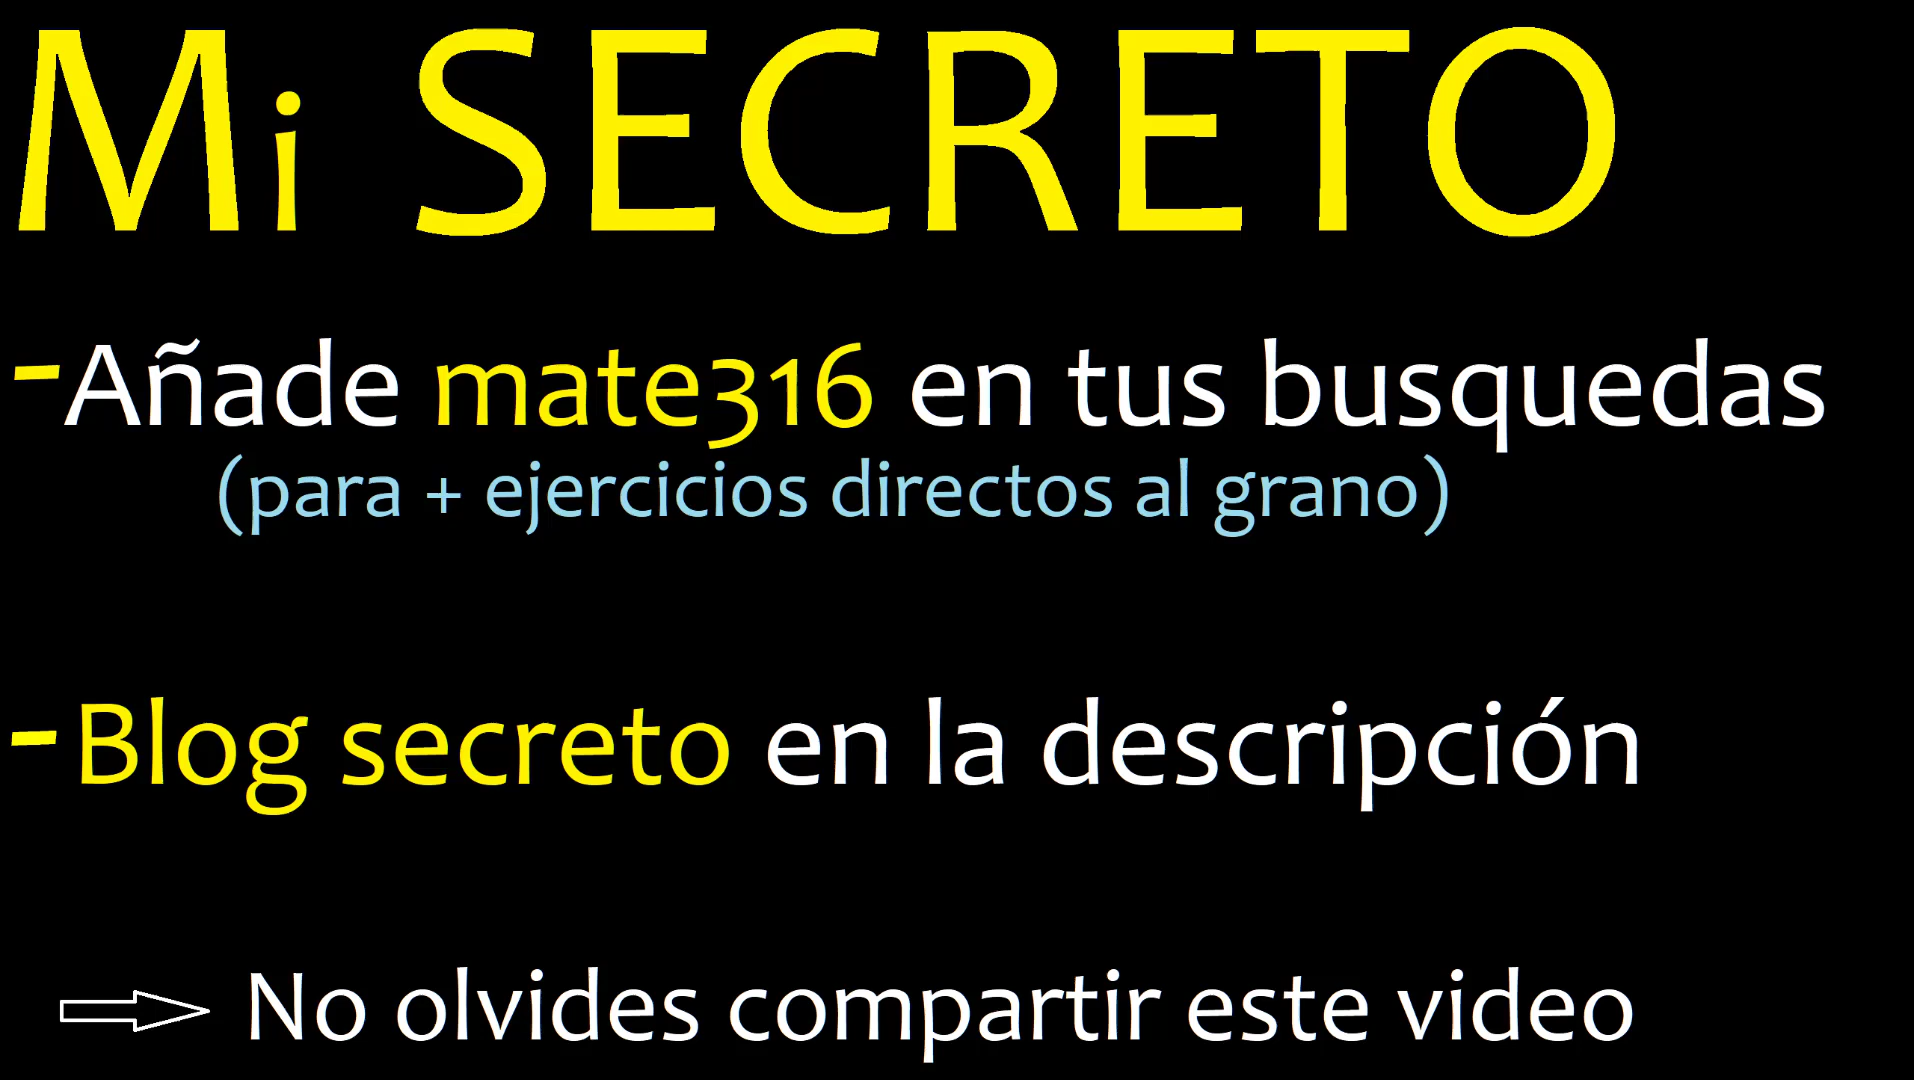 Mi SECRETO
-Añade mate316 en tus busquedas
(para + ejercicios directos al grano)
-Blog secreto en la descripción
No olvides compartir este video